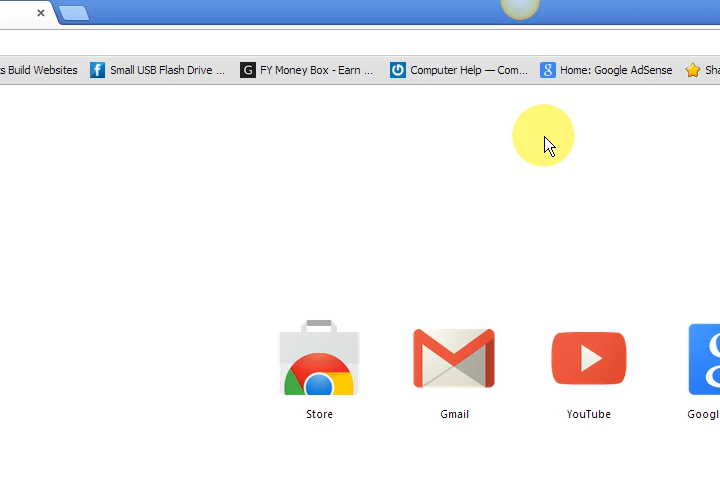 s Build Websites Small USB Flash Drive ... FY Money Box - Earn ... Computer Help — Com... Home: Google AdSense Sha
Store Gmail YouTube Goog